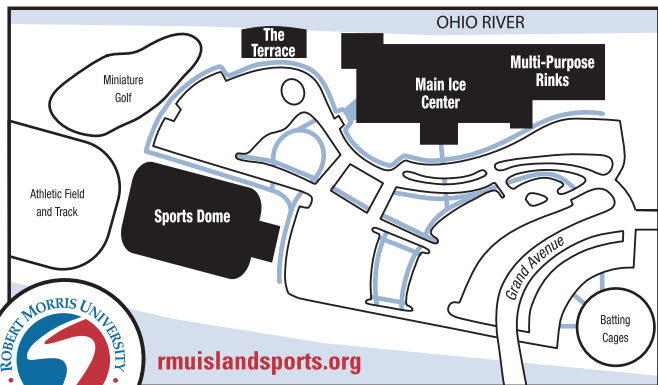 OHIO RIVER
The
Terrace
Multi-Purpose
Rinks
Main Ice
Center
Miniature
Golf
Athletic Field
and Track
Sports Dome
Grand Avenue
Batting
Cages
ROBERT MORRIS UNIVERSITY
rmuislandsports.org